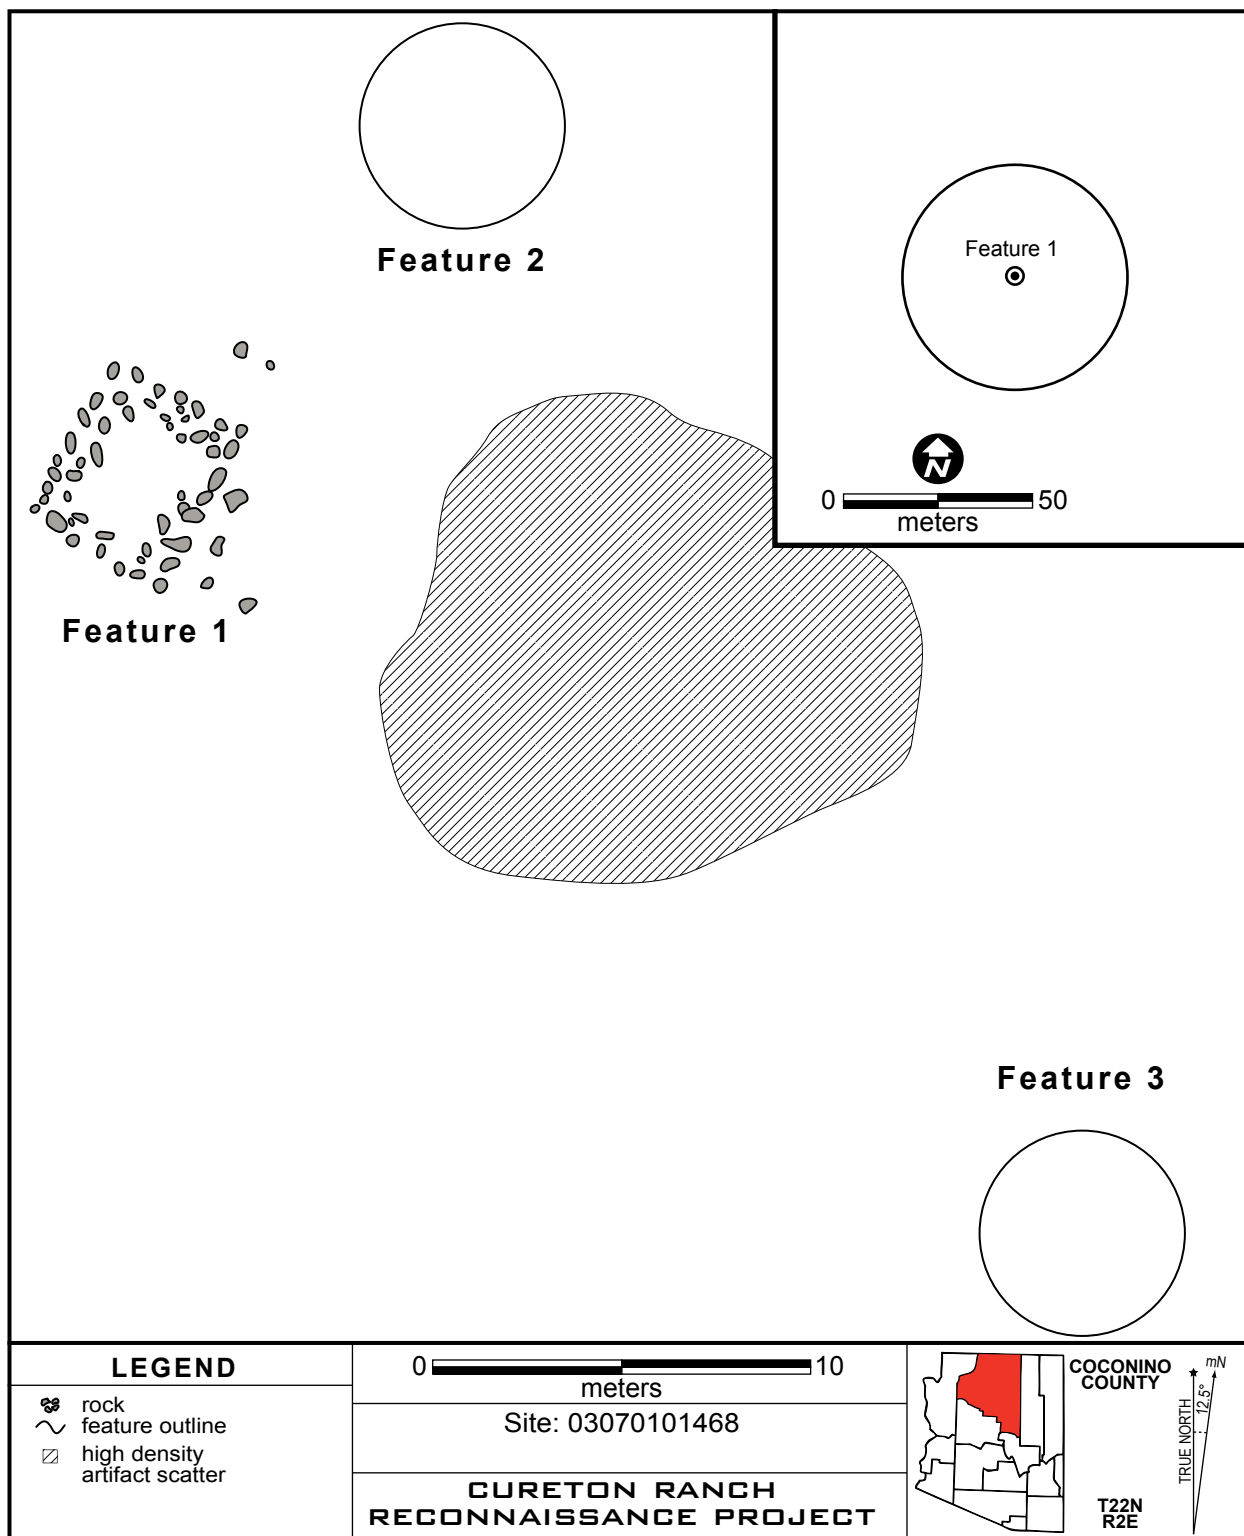 Feature 2
Feature 1
N
0 50
meters
Feature 1
Feature 3
LEGEND
rock
feature outline
high density
artifact scatter
0 10
meters
Site: 03070101468
CURETON RANCH
RECONNAISSANCE PROJECT
COCONINO
COUNTY
T22N
R2E
TRUE NORTH
12.5°
mN